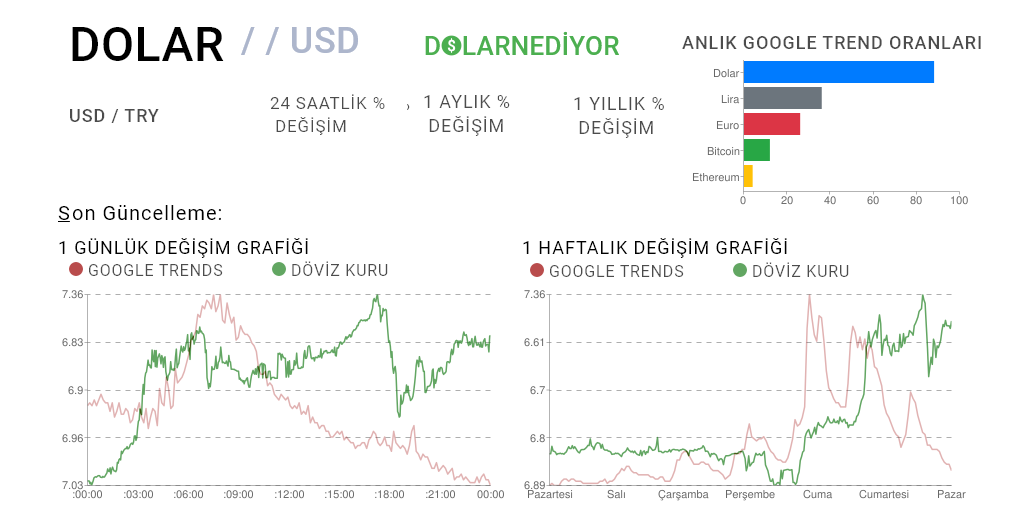 DOLAR / / USD
DOLARNEDİYOR
ANLIK GOOGLE TREND ORANLARI
USD / TRY
24 SAATLİK %
DEĞİŞİM
1 AYLIK %
DEĞİŞİM
1 YILLIK %
DEĞİŞİM
Dolar
Lira
Euro
Bitcoin
Ethereum
0 20 40 60 80 100
Son Güncelleme:
1 GÜNLÜK DEĞİŞİM GRAFİĞİ
GOOGLE TRENDS DÖVİZ KURU
7.36
6.83
6.9
6.96
7.03
:00:00 :03:00 :06:00 :09:00 :12:00 :15:00 :18:00 :21:00 00:00
1 HAFTALIK DEĞİŞİM GRAFİĞİ
GOOGLE TRENDS DÖVİZ KURU
7.36
6.61
6.7
6.8
6.89
Pazartesi Salı Çarşamba Perşembe Cuma Cumartesi Pazar